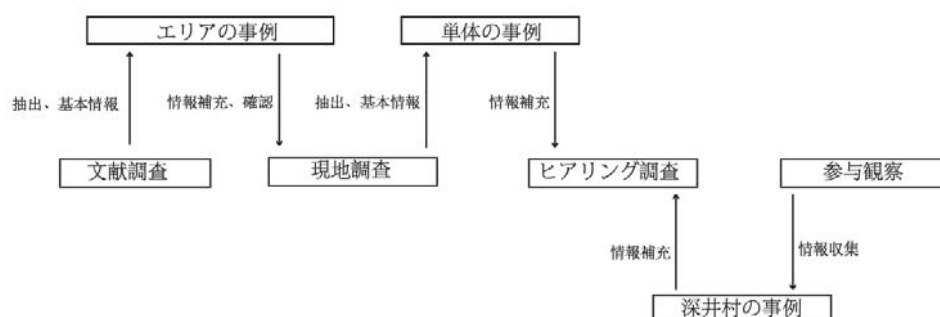 エリアの事例
単体の事例
抽出、基本情報
情報補充、確認
抽出、基本情報
情報補充
文献調査
現地調査
ヒアリング調査
参与観察
情報補充
情報収集
深井村の事例